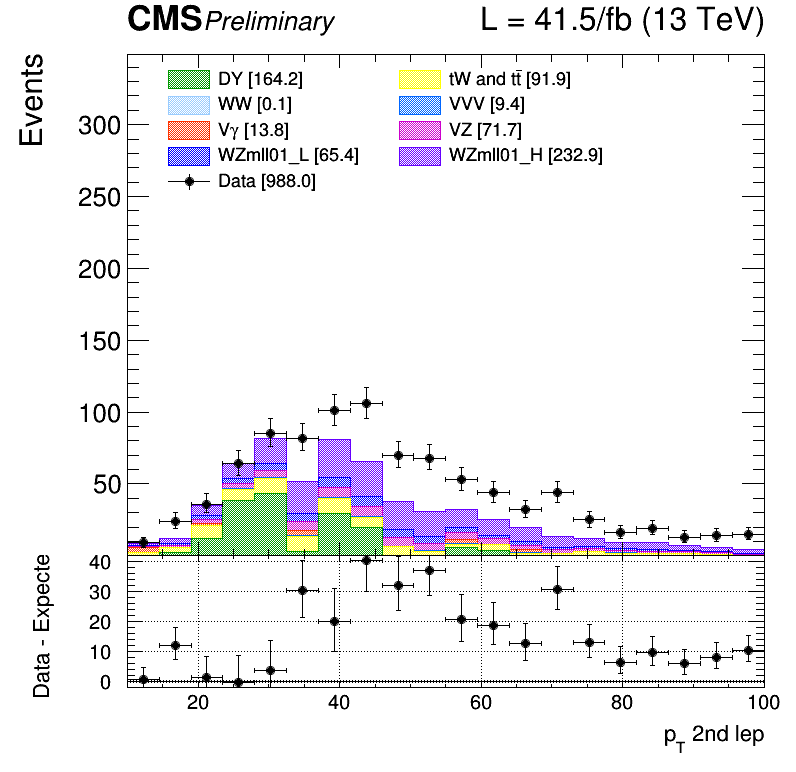 CMS Preliminary L = 41.5/fb (13 TeV)
Events
DY [164.2] tW and tt̄ [91.9]
WW [0.1] VVV [9.4]
Vγ [13.8] VZ [71.7]
WZmll01_L [65.4] WZmll01_H [232.9]
Data [988.0]
300
250
200
150
100
50
Data - Expecte
40
30
20
10
0
20 40 60 80 100
p_T 2nd lep